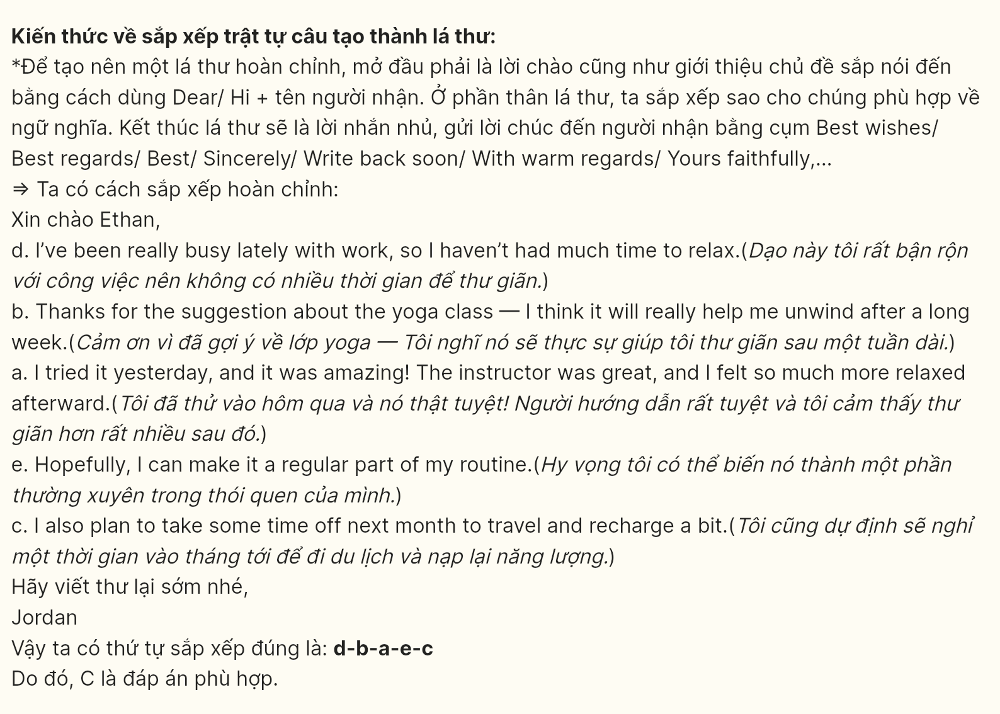 Kiến thức về sắp xếp trật tự câu tạo thành lá thư:
*Để tạo nên một lá thư hoàn chỉnh, mở đầu phải là lời chào cũng như giới thiệu chủ đề sắp nói đến
bằng cách dùng Dear/ Hi + tên người nhận. Ở phần thân lá thư, ta sắp xếp sao cho chúng phù hợp về
ngữ nghĩa. Kết thúc lá thư sẽ là lời nhắn nhủ, gửi lời chúc đến người nhận bằng cụm Best wishes/
Best regards/ Best/ Sincerely/ Write back soon/ With warm regards/ Yours faithfully,...
⇒ Ta có cách sắp xếp hoàn chỉnh:
Xin chào Ethan,
d. I’ve been really busy lately with work, so I haven’t had much time to relax.(Dạo này tôi rất bận rộn
với công việc nên không có nhiều thời gian để thư giãn.)
b. Thanks for the suggestion about the yoga class — I think it will really help me unwind after a long
week.(Cảm ơn vì đã gợi ý về lớp yoga — Tôi nghĩ nó sẽ thực sự giúp tôi thư giãn sau một tuần dài.)
a. I tried it yesterday, and it was amazing! The instructor was great, and I felt so much more relaxed
afterward.(Tôi đã thử vào hôm qua và nó thật tuyệt! Người hướng dẫn rất tuyệt và tôi cảm thấy thư
giãn hơn rất nhiều sau đó.)
e. Hopefully, I can make it a regular part of my routine.(Hy vọng tôi có thể biến nó thành một phần
thường xuyên trong thói quen của mình.)
c. I also plan to take some time off next month to travel and recharge a bit.(Tôi cũng dự định sẽ nghỉ
một thời gian vào tháng tới để đi du lịch và nạp lại năng lượng.)
Hãy viết thư lại sớm nhé,
Jordan
Vậy ta có thứ tự sắp xếp đúng là: d-b-a-e-c
Do đó, C là đáp án phù hợp.